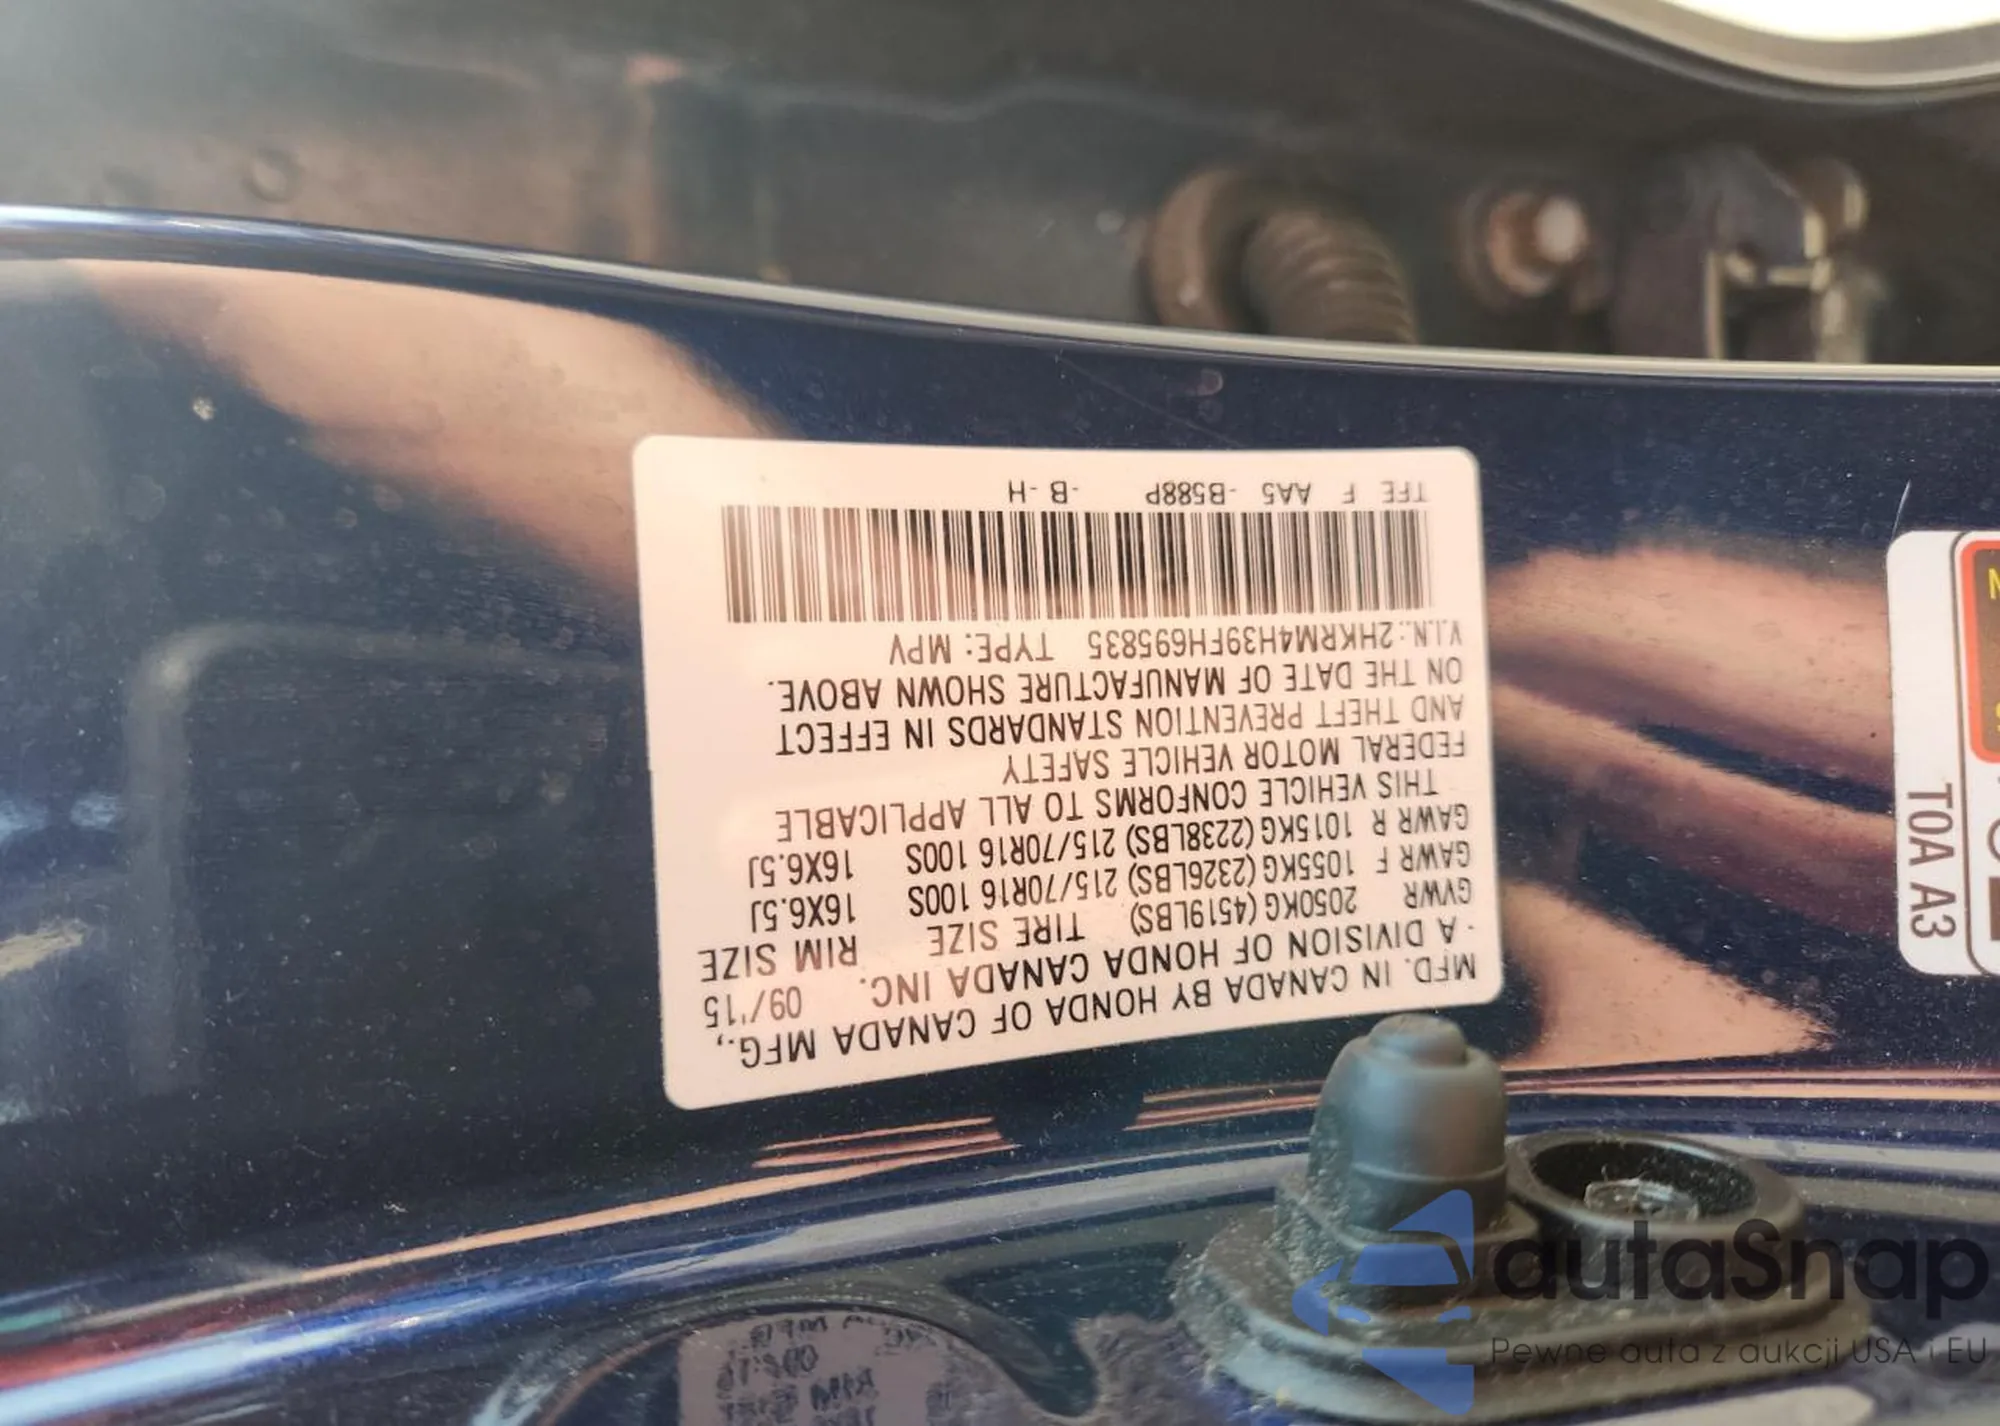 MFD. IN CANADA BY HONDA OF CANADA MFG.,
- A DIVISION OF HONDA CANADA INC. 09/'15
GVWR 2050KG (4519LBS) TIRE SIZE RIM SIZE
GAWR F 1055KG (2326LBS) 215/70R16 100S 16X6.5J
GAWR R 1015KG (2238LBS) 215/70R16 100S 16X6.5J
THIS VEHICLE CONFORMS TO ALL APPLICABLE
FEDERAL MOTOR VEHICLE SAFETY
AND THEFT PREVENTION STANDARDS IN EFFECT
ON THE DATE OF MANUFACTURE SHOWN ABOVE.
V.I.N.: 2HKRM4H39FH695835 TYPE: MPV
TFE F AA5 -B588P -B-H
T0A A3
autaSnap
Pewne auta z aukcji USA i EU